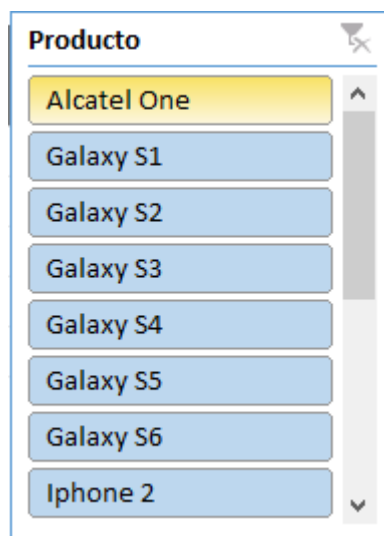 Producto
Alcatel One
Galaxy S1
Galaxy S2
Galaxy S3
Galaxy S4
Galaxy S5
Galaxy S6
Iphone 2